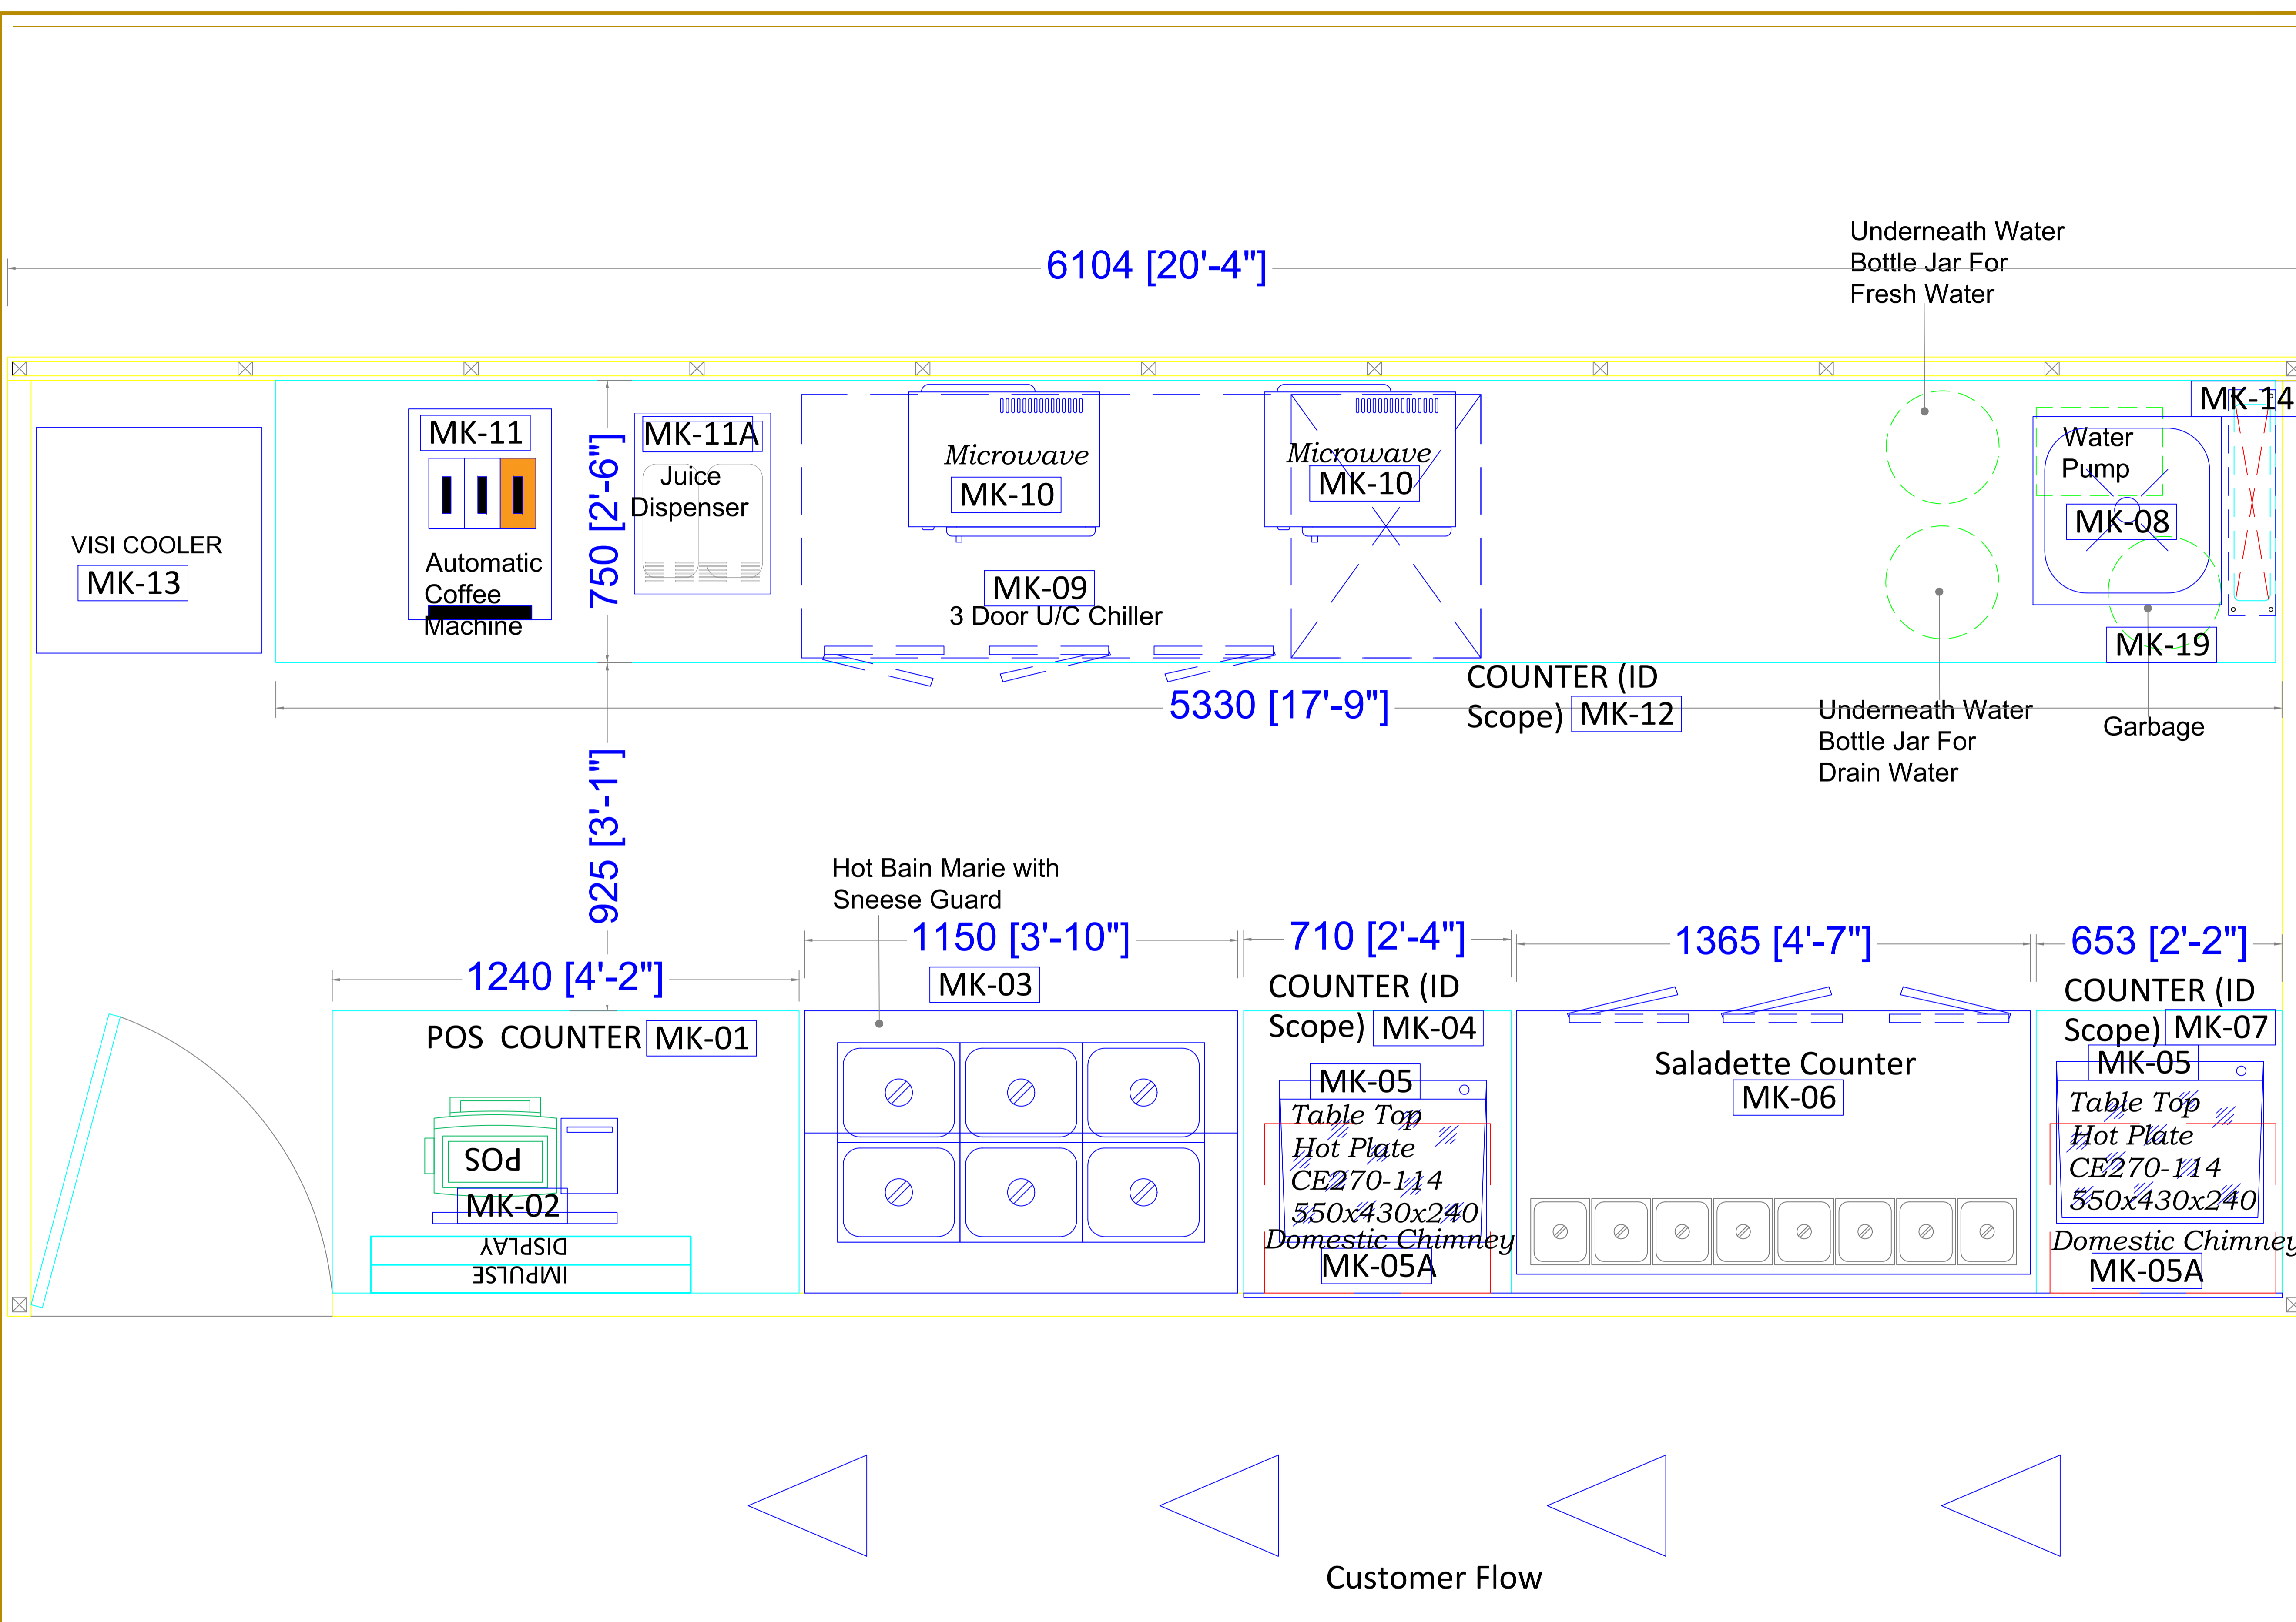 Underneath Water
Bottle Jar For
Fresh Water
6104 [20'-4"]
MK-14
MK-11
Automatic
Coffee
Machine
MK-11A
Juice
Dispenser
750 [2'-6"]
Microwave
MK-10
Microwave
MK-10
Water
Pump
MK-08
VISI COOLER
MK-13
MK-09
3 Door U/C Chiller
MK-19
COUNTER (ID
Scope) MK-12
5330 [17'-9"]
Underneath Water
Bottle Jar For
Drain Water
Garbage
925 [3'-1"]
Hot Bain Marie with
Sneese Guard
1240 [4'-2"]
1150 [3'-10"]
710 [2'-4"]
1365 [4'-7"]
653 [2'-2"]
MK-03
COUNTER (ID
Scope) MK-04
COUNTER (ID
Scope) MK-07
POS COUNTER MK-01
POS
MK-02
DISPLAY
IMPULSE
MK-05
Table Top
Hot Plate
CE270-114
550x430x240
Domestic Chimney
MK-05A
Saladette Counter
MK-06
MK-05
Table Top
Hot Plate
CE270-114
550x430x240
Domestic Chimney
MK-05A
Customer Flow